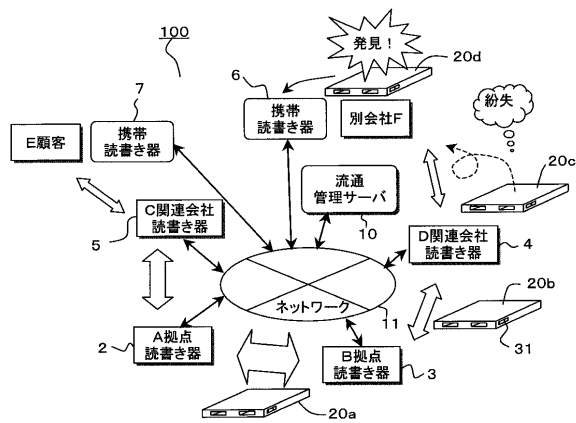 100
発見！
20d
6
7
紛失
E顧客
携帯
読書き器
携帯
読書き器
別会社F
20c
流通
管理サーバ
10
C関連会社
読書き器
5
D関連会社
読書き器
4
ネットワーク
11
20b
31
A拠点
読書き器
2
B拠点
読書き器
3
20a